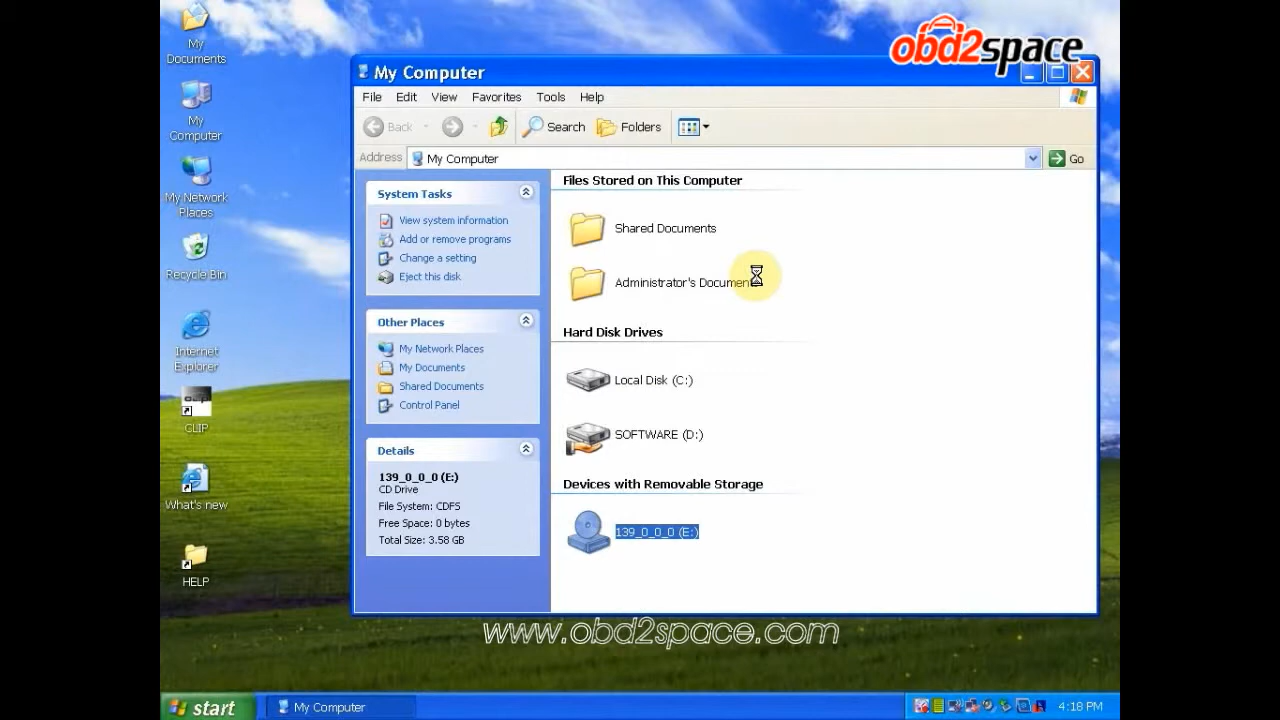 My Documents
My Computer
My Network Places
Recycle Bin
Internet Explorer
CLIP
What's new
HELP
obd2space
My Computer
File Edit View Favorites Tools Help
Back Search Folders
Address My Computer Go
System Tasks
View system information
Add or remove programs
Change a setting
Eject this disk
Other Places
My Network Places
My Documents
Shared Documents
Control Panel
Details
139_0_0_0 (E:)
CD Drive
File System: CDFS
Free Space: 0 bytes
Total Size: 3.58 GB
Files Stored on This Computer
Shared Documents
Administrator's Documents
Hard Disk Drives
Local Disk (C:)
SOFTWARE (D:)
Devices with Removable Storage
139_0_0_0 (E:)
www.obd2space.com
start My Computer 4:18 PM